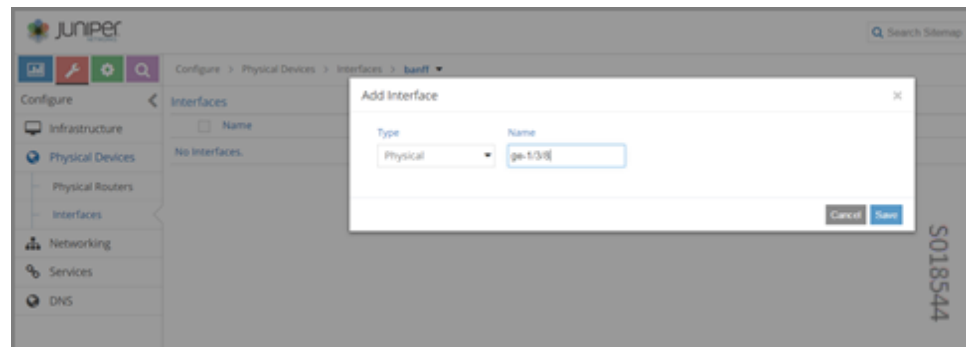 JUNIPER
NETWORKS
Search Sitemap
Configure > Physical Devices > Interfaces > banff
Configure
Interfaces
Name
No Interfaces.
Infrastructure
Physical Devices
Physical Routers
Interfaces
Networking
Services
DNS
Add Interface
×
Type
Name
Physical
ge-1/3/8
Cancel
Save
S018544